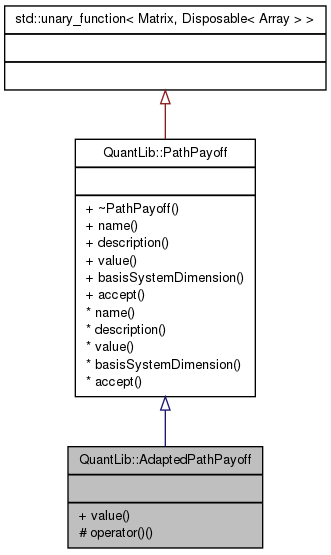 std::unary_function< Matrix, Disposable< Array > >
QuantLib::PathPayoff
+ ~PathPayoff()
+ name()
+ description()
+ value()
+ basisSystemDimension()
+ accept()
* name()
* description()
* value()
* basisSystemDimension()
* accept()
QuantLib::AdaptedPathPayoff
+ value()
# operator()()